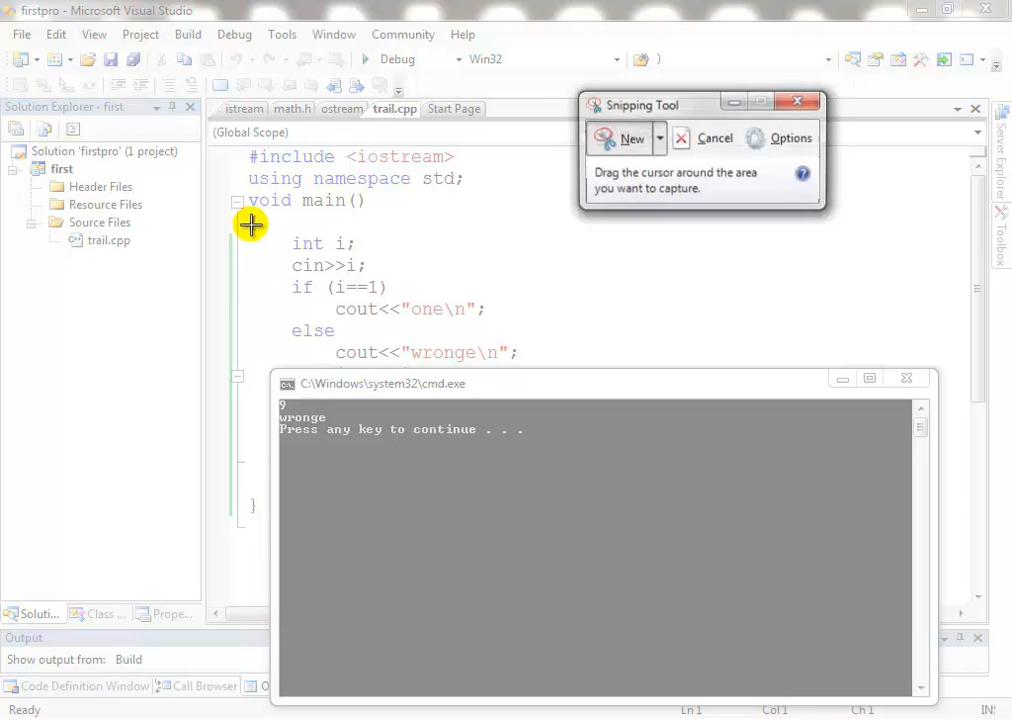 firstpro - Microsoft Visual Studio
File Edit View Project Build Debug Tools Window Community Help
Debug Win32
Solution Explorer - first
Solution 'firstpro' (1 project)
first
Header Files
Resource Files
Source Files
trail.cpp
Soluti... Class ... Prope...
istream math.h ostream trail.cpp Start Page
(Global Scope)
#include <iostream>
using namespace std;
void main()
int i;
cin>>i;
if (i==1)
cout<<"one\n";
else
cout<<"wronge\n";
}
Snipping Tool
New Cancel Options
Drag the cursor around the area
you want to capture.
C:\Windows\system32\cmd.exe
9
wronge
Press any key to continue . . .
Server Explorer
Toolbox
Output
Show output from: Build
Code Definition Window Call Browser O
Ready Ln 1 Col 1 Ch 1 INS